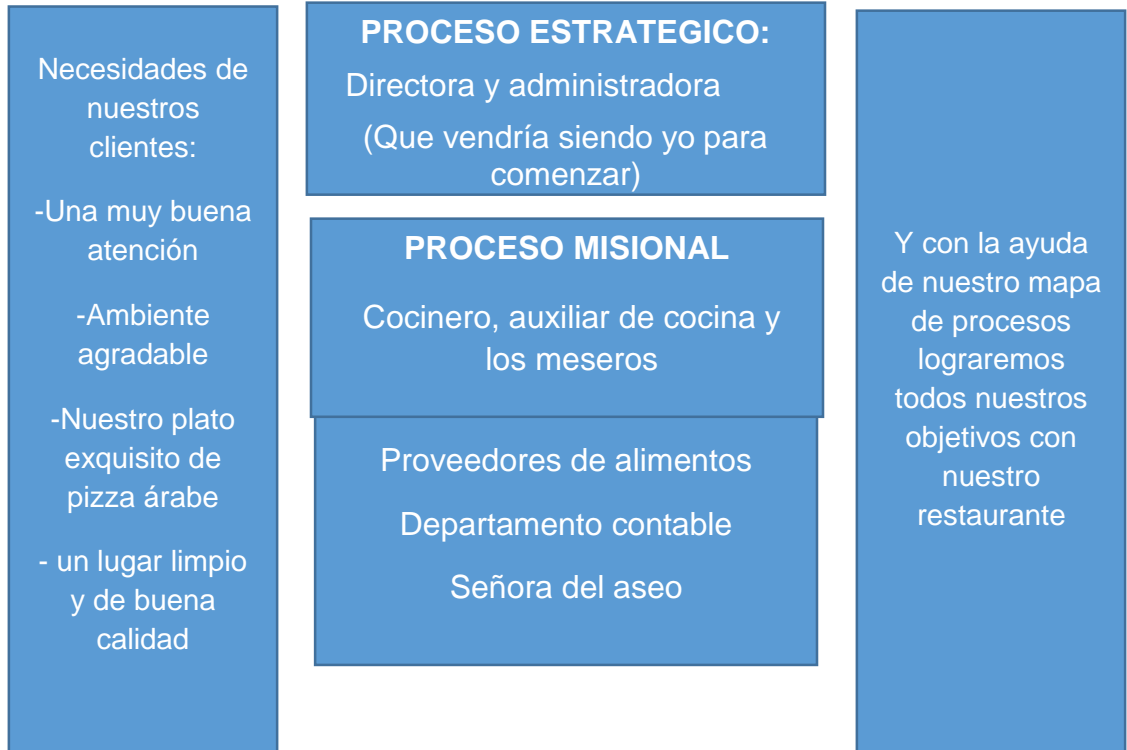 Necesidades de
nuestros
clientes:
-Una muy buena
atención
-Ambiente
agradable
-Nuestro plato
exquisito de
pizza árabe
- un lugar limpio
y de buena
calidad
PROCESO ESTRATEGICO:
Directora y administradora
(Que vendría siendo yo para
comenzar)
PROCESO MISIONAL
Cocinero, auxiliar de cocina y
los meseros
Proveedores de alimentos
Departamento contable
Señora del aseo
Y con la ayuda
de nuestro mapa
de procesos
lograremos
todos nuestros
objetivos con
nuestro
restaurante